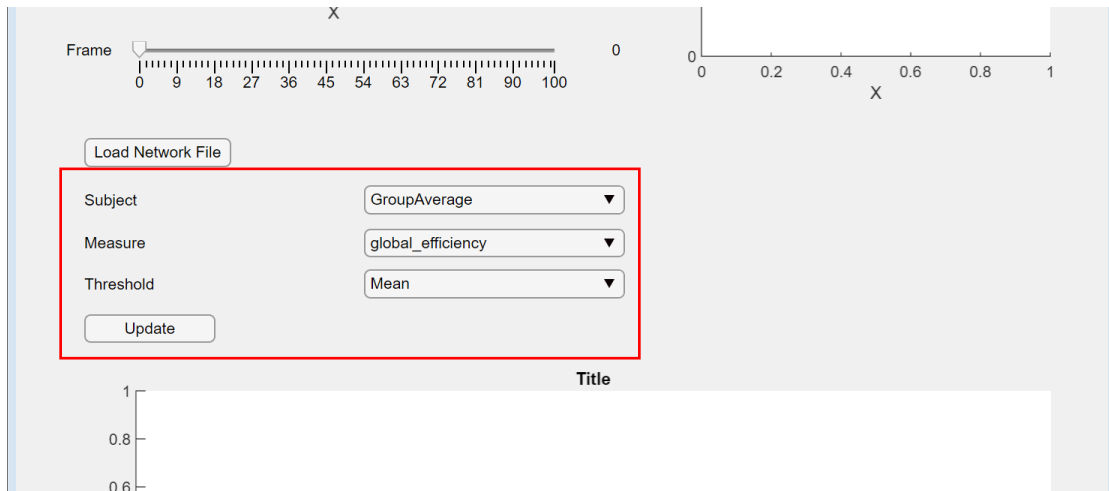 X
Frame 0
0 9 18 27 36 45 54 63 72 81 90 100
0
0 0.2 0.4 0.6 0.8 1
X
Load Network File
Subject GroupAverage
Measure global_efficiency
Threshold Mean
Update
Title
1
0.8
0.6